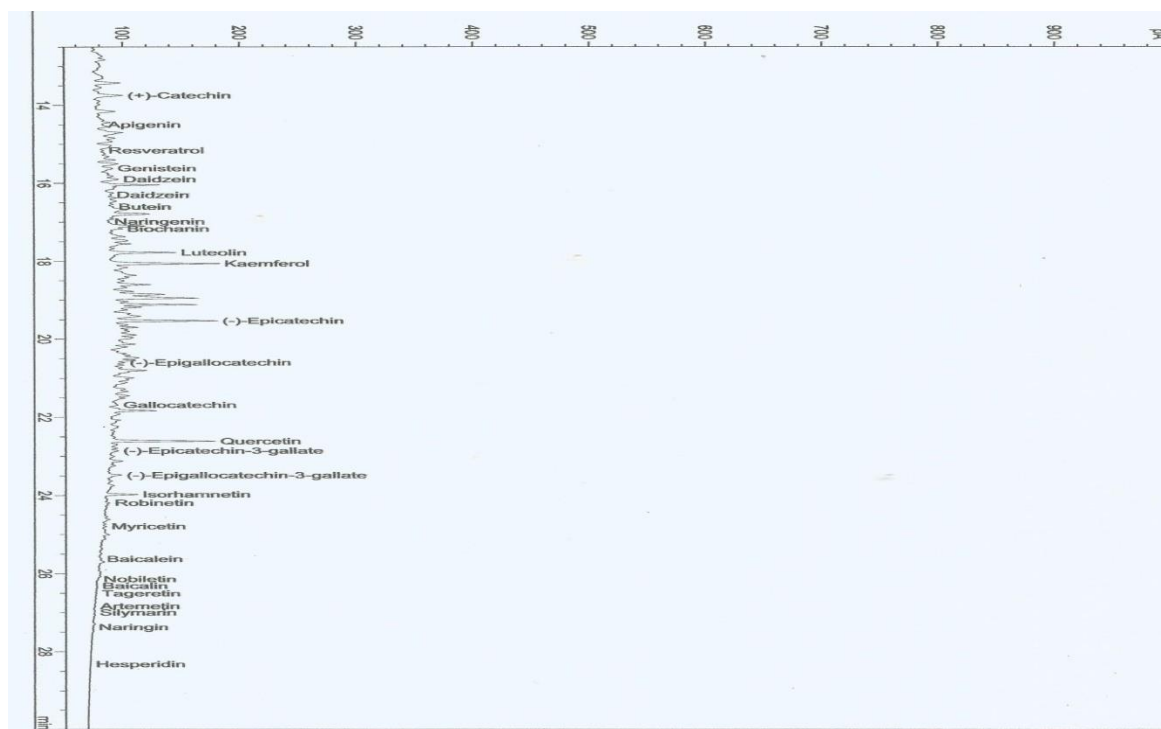 100 200 300 400 500 600 700 800 900
(+)-Catechin
14
Apigenin
Resveratrol
Genistein
Daidzein
16
Daidzein
Butein
Naringenin
Biochanin
Luteolin
18
Kaemferol
(-)-Epicatechin
20
(-)-Epigallocatechin
Gallocatechin
22
Quercetin
(-)-Epicatechin-3-gallate
(-)-Epigallocatechin-3-gallate
24
Isorhamnetin
Robinetin
Myricetin
Baicalein
26
Nobiletin
Baicalin
Tageretin
Artemetin
Silymarin
Naringin
28
Hesperidin
min